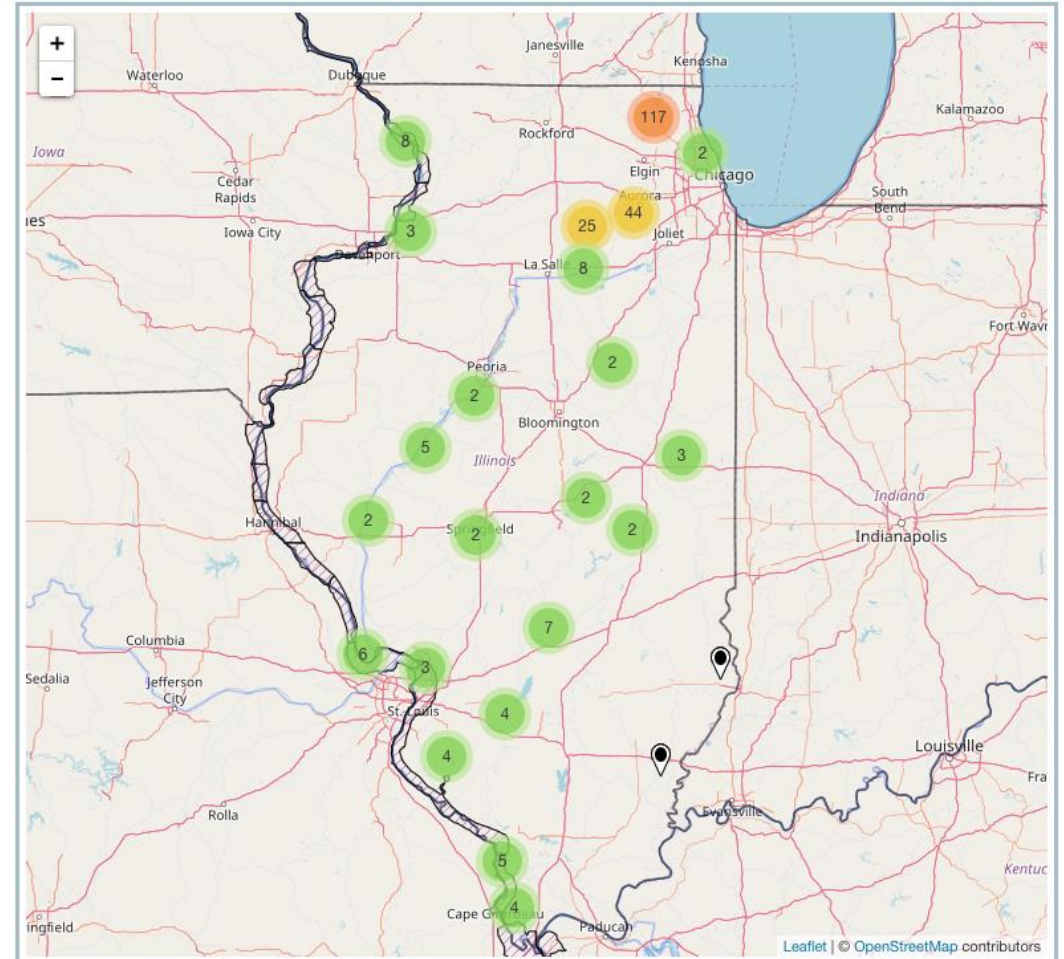 +
−
Janesville
Kenosha
Waterloo
Dubuque
Kalamazoo
117
Rockford
8
Iowa
2
Elgin
Chicago
Cedar
Rapids
Aurora
44
South
Bend
25
Iowa City
3
Joliet
Davenport
La Salle
8
Fort Wayn
Peoria
2
2
Bloomington
5
Illinois
3
2
Indiana
2
Hannibal
Springfield
2
2
Indianapolis
7
Columbia
6
3
Sedalia
Jefferson
City
St. Louis
4
Louisville
4
Fra
Rolla
Evansville
5
Kentuc
4
Cape Girardeau
ingfield
Paducah
Leaflet | © OpenStreetMap contributors